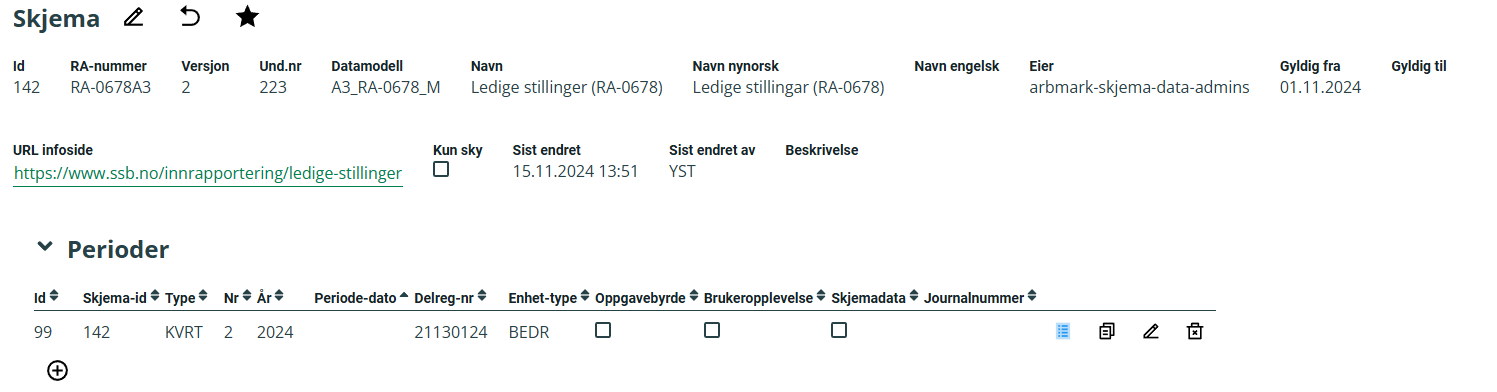 Skjema
Id RA-nummer Versjon Und.nr Datamodell Navn Navn nynorsk Navn engelsk Eier Gyldig fra Gyldig til
142 RA-0678A3 2 223 A3_RA-0678_M Ledige stillinger (RA-0678) Ledige stillingar (RA-0678) arbmark-skjema-data-admins 01.11.2024
URL infoside Kun sky Sist endret Sist endret av Beskrivelse
https://www.ssb.no/innrapportering/ledige-stillinger 15.11.2024 13:51 YST
Perioder
Id Skjema-id Type Nr År Periode-dato Delreg-nr Enhet-type Oppgavebyrde Brukeropplevelse Skjemadata Journalnummer
99 142 KVRT 2 2024 21130124 BEDR